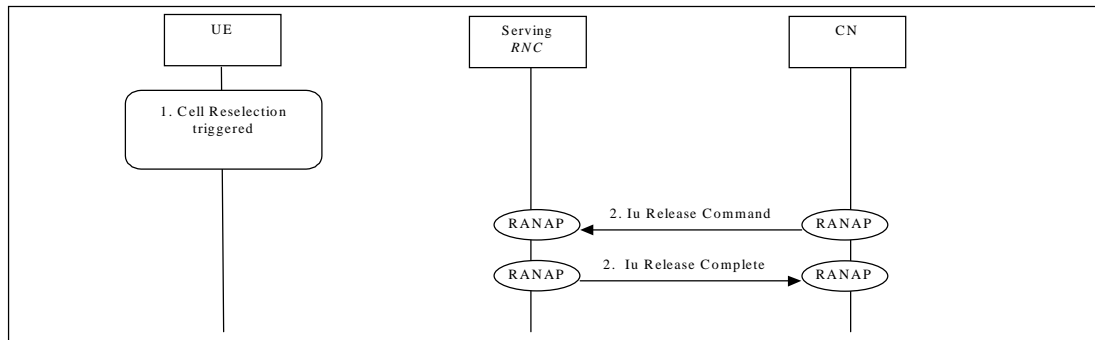 UE
Serving
RNC
CN
1. Cell Reselection
triggered
2. Iu Release Command
RANAP
RANAP
2. Iu Release Complete
RANAP
RANAP